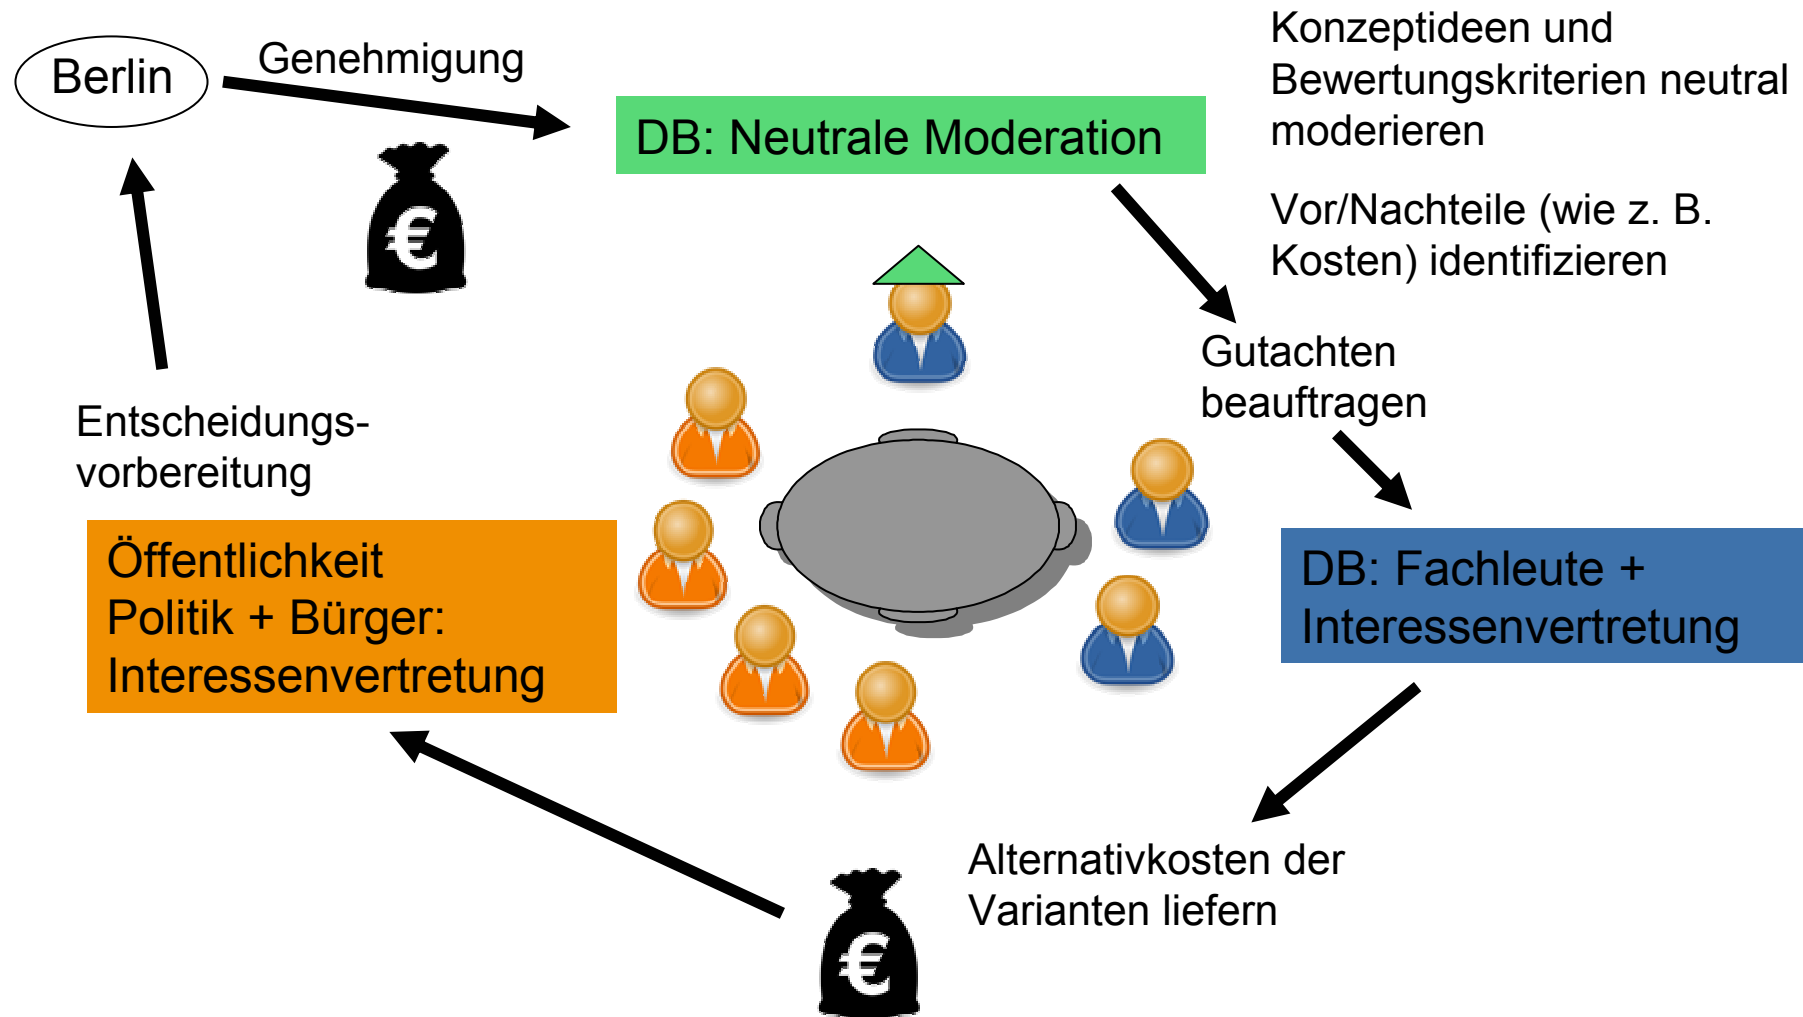 Berlin
Genehmigung
€
DB: Neutrale Moderation
Konzeptideen und
Bewertungskriterien neutral
moderieren
Vor/Nachteile (wie z. B.
Kosten) identifizieren
Gutachten
beauftragen
DB: Fachleute +
Interessenvertretung
Alternativkosten der
Varianten liefern
€
Öffentlichkeit
Politik + Bürger:
Interessenvertretung
Entscheidungs-
vorbereitung